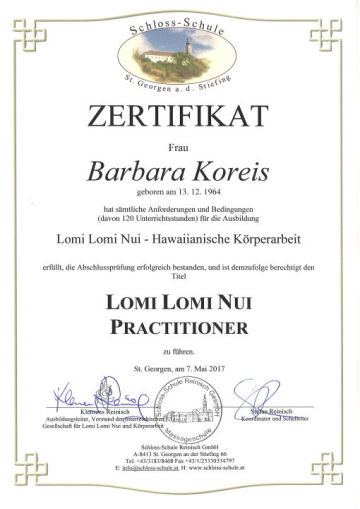 Schloss-Schule
St. Georgen a. d. Stiefing
ZERTIFIKAT
Frau
Barbara Koreis
geboren am 13. 12. 1964
hat sämtliche Anforderungen und Bedingungen
(davon 120 Unterrichtsstunden) für die Ausbildung
Lomi Lomi Nui - Hawaiianische Körperarbeit
erfüllt, die Abschlussprüfung erfolgreich bestanden, und ist demzufolge berechtigt den
Titel
LOMI LOMI NUI
PRACTITIONER
zu führen.
St. Georgen, am 7. Mai 2017
Schloss-Schule Reinisch GesmbH
Massageschule
Klemens Reinisch
Ausbildungsleiter, Vorstand der österreichischen
Gesellschaft für Lomi Lomi Nui und Körperarbeit
Stefan Reinisch
Koordinator und Schulleiter
Schloss-Schule Reinisch GmbH
A-8413 St. Georgen an der Stiefing 66
Tel. +43/3183/8468 Fax +43/1/25330334797
E: info@schloss-schule.at, H: www.schloss-schule.at